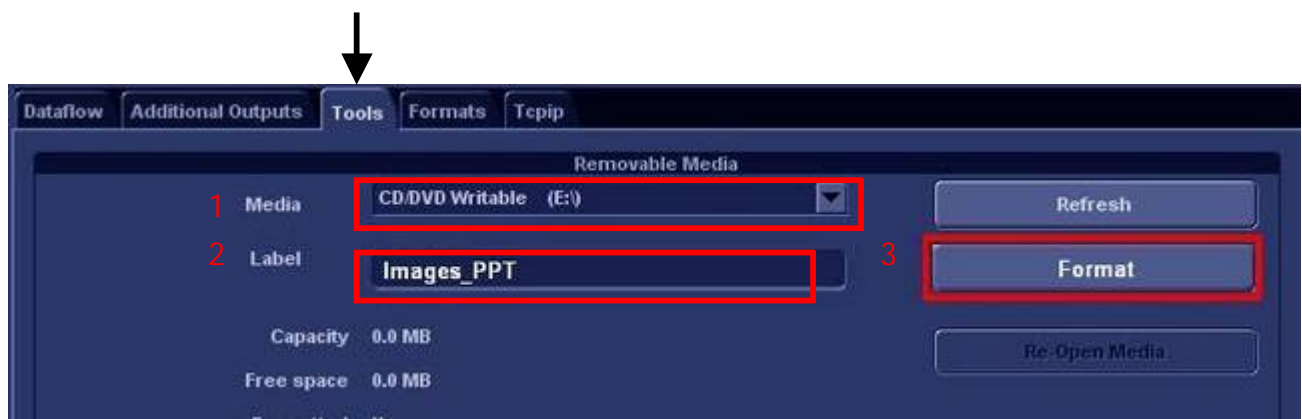 Dataflow Additional Outputs Tools Formats Tcpip
Removable Media
1 Media CD/DVD Writable (E:\) Refresh
2 Label Images_PPT 3 Format
Capacity 0.0 MB Re-Open Media
Free space 0.0 MB